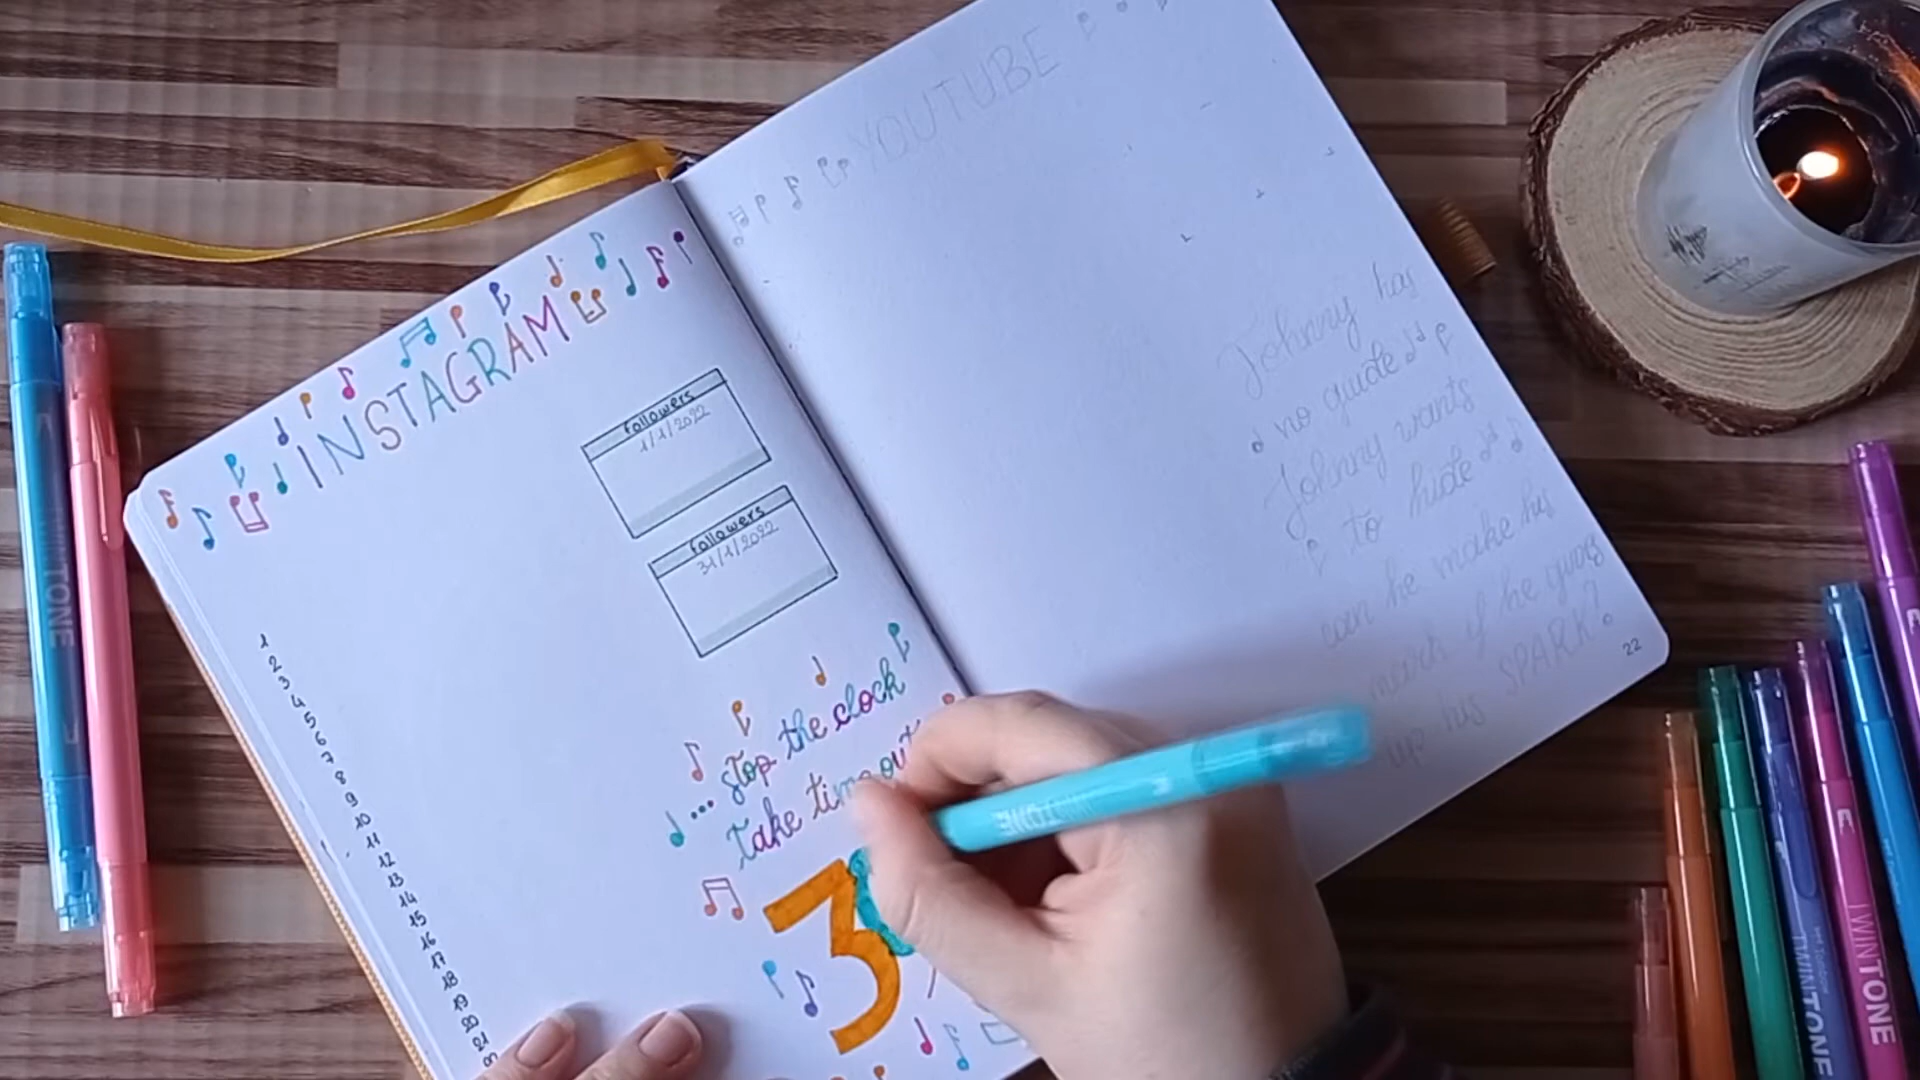 INSTAGRAM
followers
1/1/2022
followers
31/1/2022
1
2
3
4
5
6
7
8
9
10
11
12
13
14
15
16
17
18
19
20
21
... stop the clock
take time out
3
YOUTUBE
Johnny has
no guide
Johnny wants
to hide
can he make his
mark if he gives
up his SPARK?
22
TWINTONE
TWINTONE
TWINTONE
TWINTONE